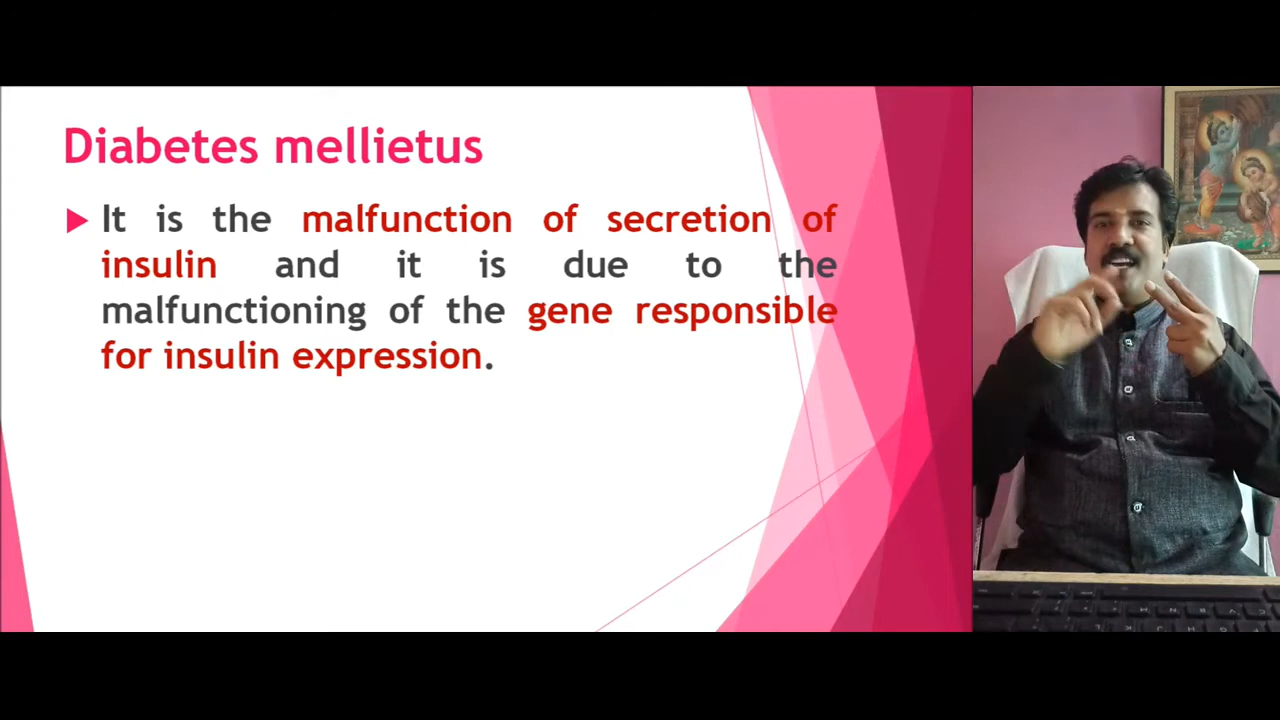 Diabetes mellietus
It is the malfunction of secretion of
insulin and it is due to the
malfunctioning of the gene responsible
for insulin expression.